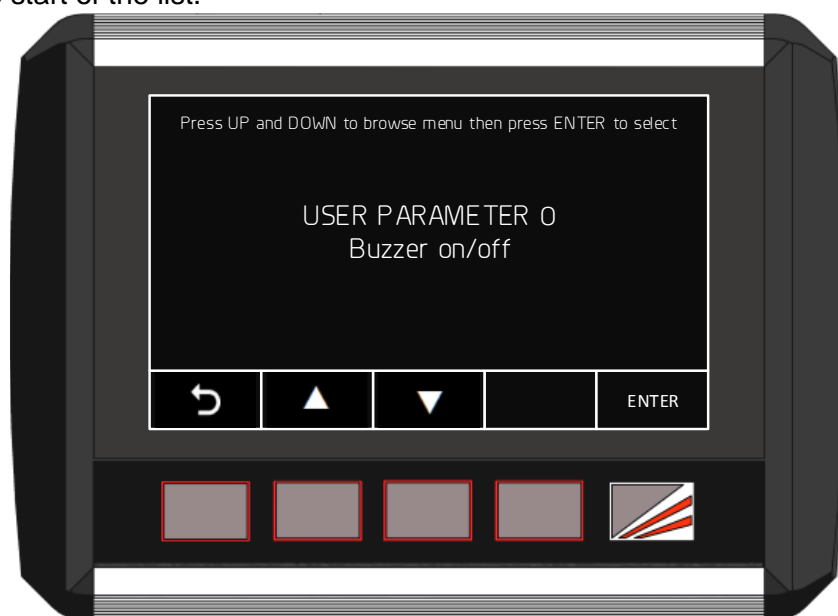 start of the list.
Press UP and DOWN to browse menu then press ENTER to select
USER PARAMETER 0
Buzzer on/off
ENTER